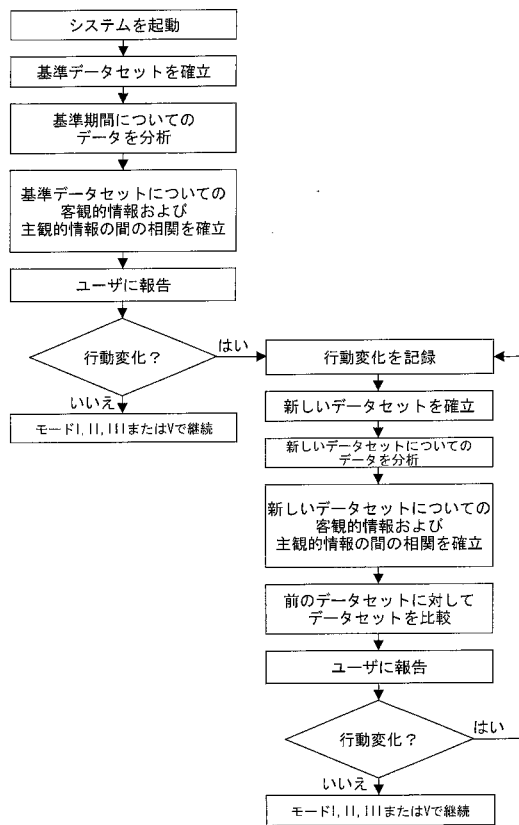 システムを起動
基準データセットを確立
基準期間についての
データを分析
基準データセットについての
客観的情報および
主観的情報の間の相関を確立
ユーザに報告
行動変化？
はい
いいえ
モードI, II, IIIまたはVで継続
行動変化を記録
新しいデータセットを確立
新しいデータセットについての
データを分析
新しいデータセットについての
客観的情報および
主観的情報の間の相関を確立
前のデータセットに対して
データセットを比較
ユーザに報告
行動変化？
はい
いいえ
モードI, II, IIIまたはVで継続